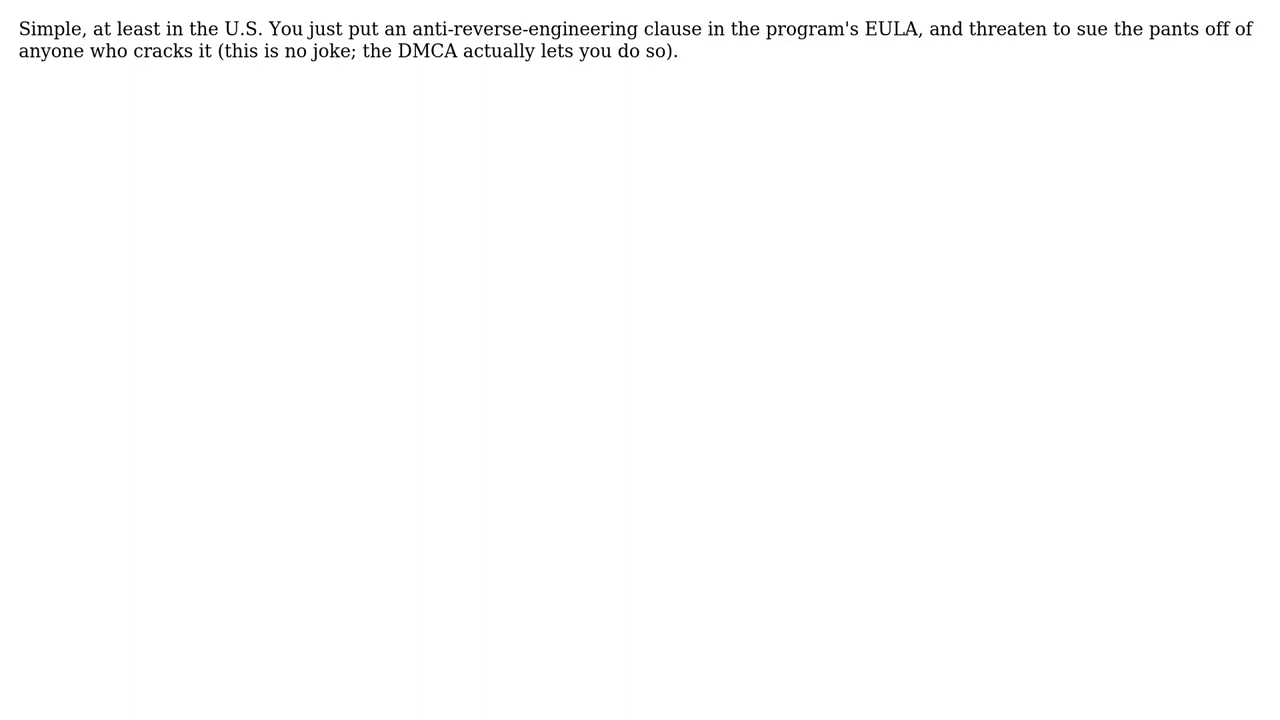 Simple, at least in the U.S. You just put an anti-reverse-engineering clause in the program's EULA, and threaten to sue the pants off of
anyone who cracks it (this is no joke; the DMCA actually lets you do so).